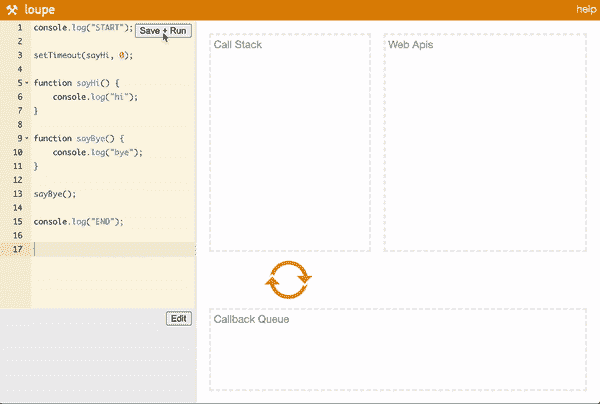 loupe
help
Save + Run
1 console.log("START");
2
3 setTimeout(sayHi, 0);
4
5 function sayHi() {
6 console.log("hi");
7 }
8
9 function sayBye() {
10 console.log("bye");
11 }
12
13 sayBye();
14
15 console.log("END");
16
17
Edit
Call Stack
Web Apis
Callback Queue